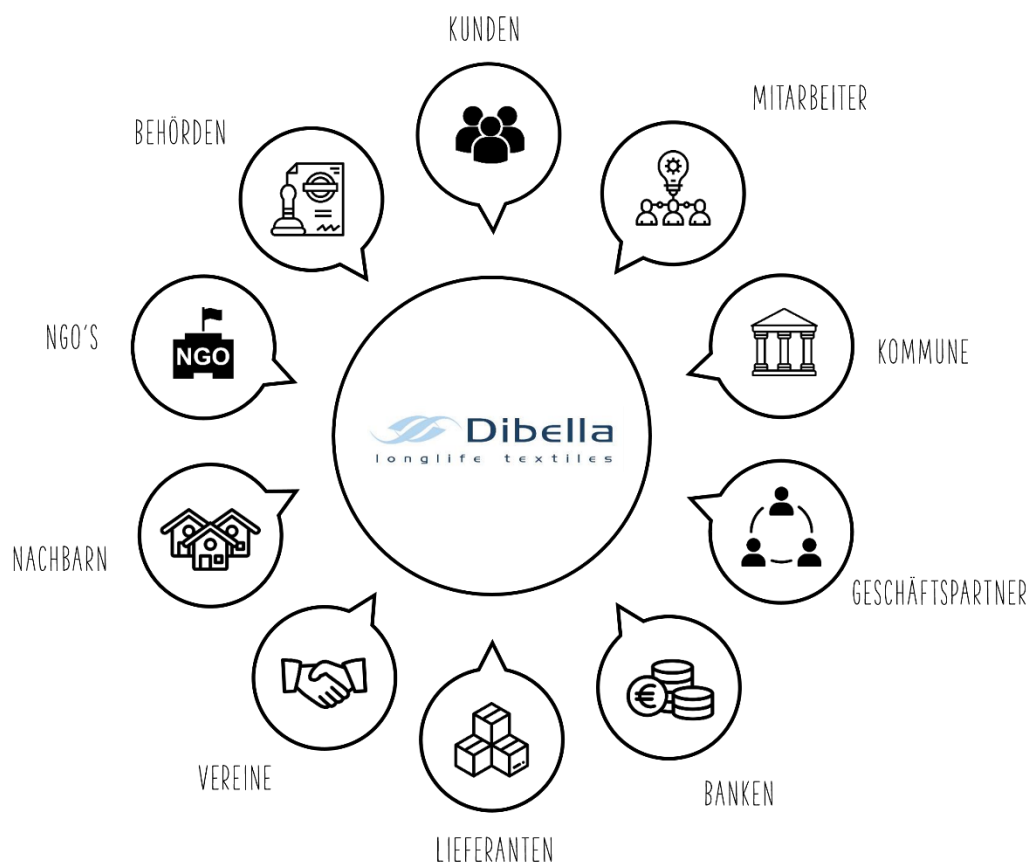 KUNDEN
MITARBEITER
BEHÖRDEN
NGO'S
NGO
KOMMUNE
Dibella
longlife textiles
NACHBARN
GESCHÄFTSPARTNER
VEREINE
BANKEN
LIEFERANTEN